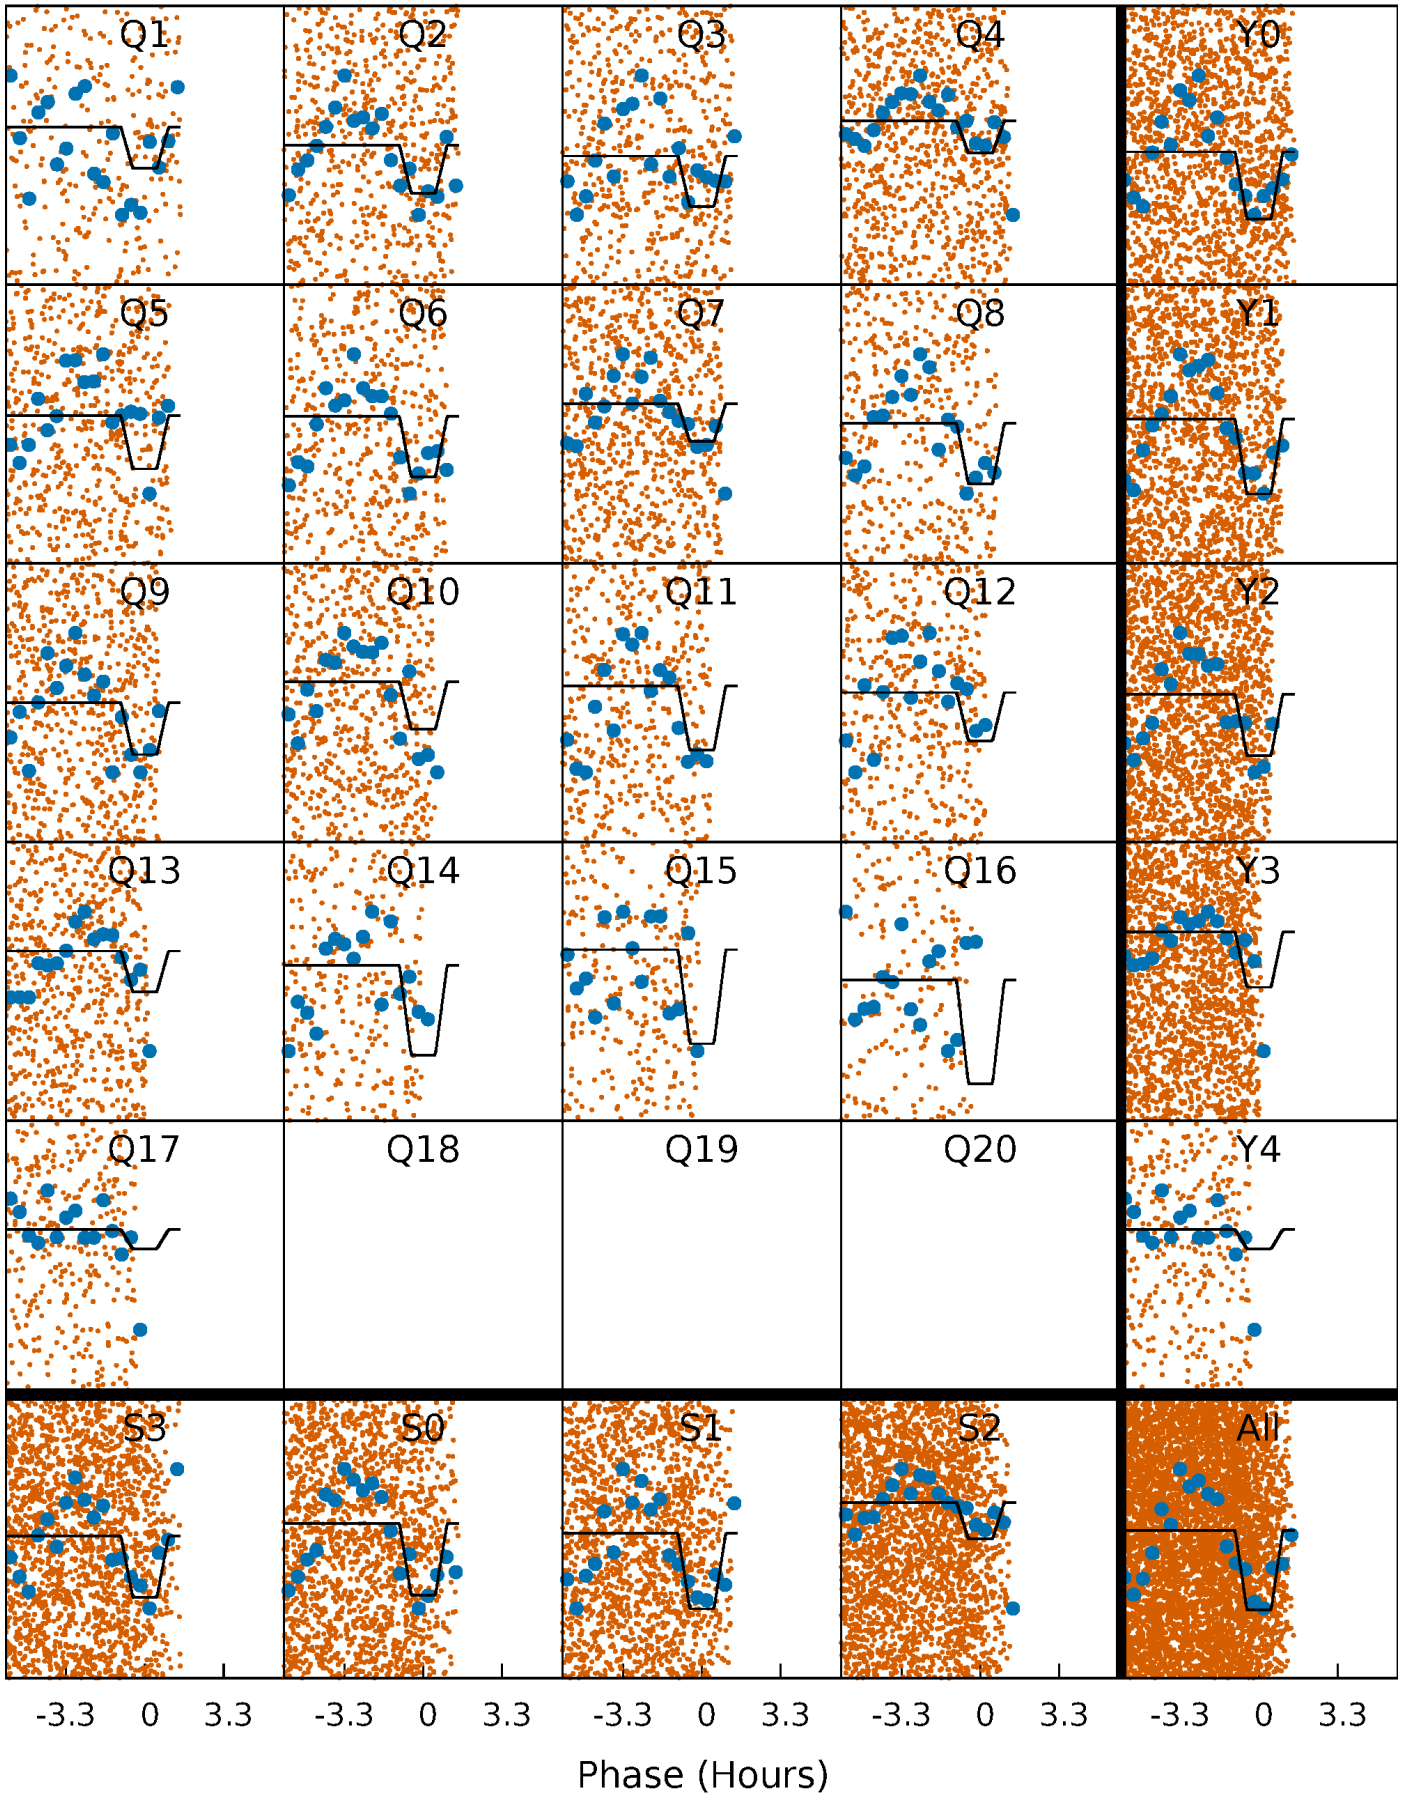 Q1 Q2 Q3 Q4 Y0
Q5 Q6 Q7 Q8 Y1
Q9 Q10 Q11 Q12 Y2
Q13 Q14 Q15 Q16 Y3
Q17 Q18 Q19 Q20 Y4
S3 S0 S1 S2 All
-3.3 0 3.3 -3.3 0 3.3 -3.3 0 3.3 -3.3 0 3.3 -3.3 0 3.3
Phase (Hours)